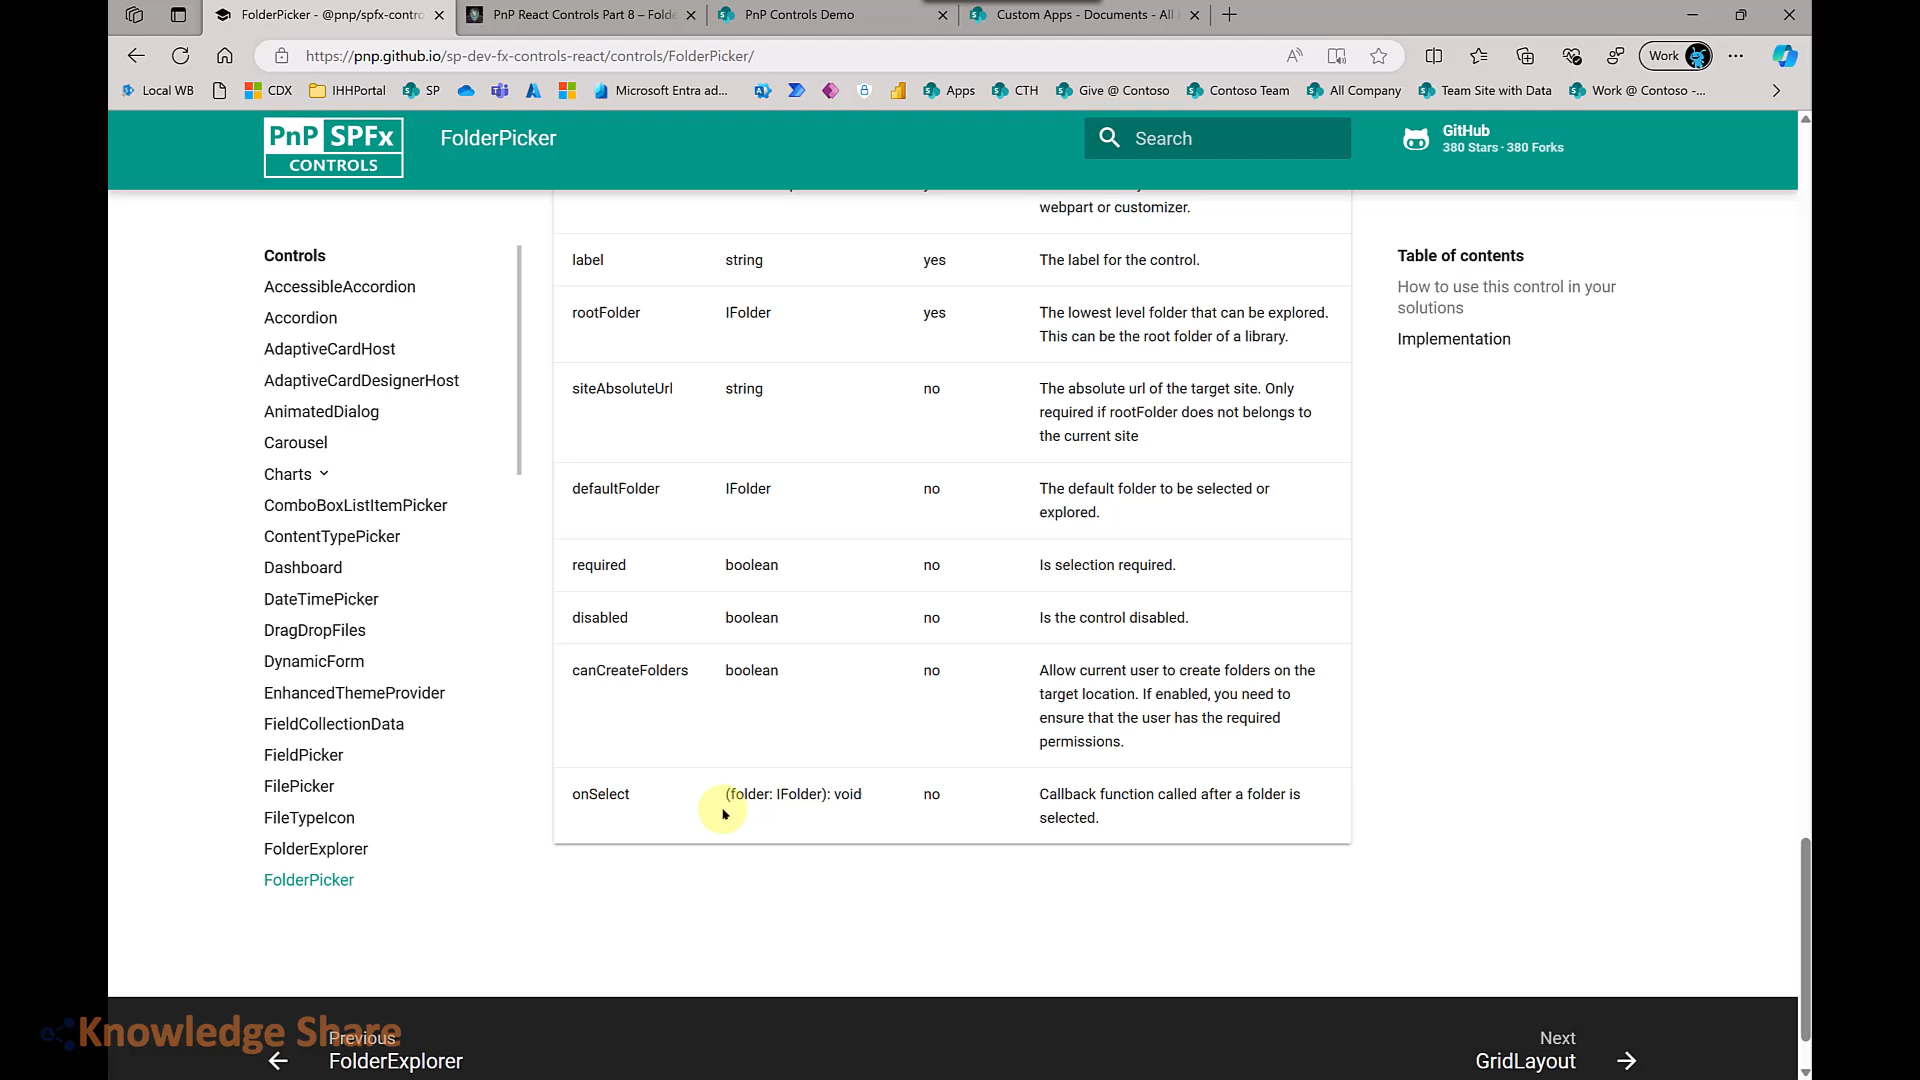 FolderPicker - @pnp/spfx-contro
PnP React Controls Part 8 – Folde
PnP Controls Demo
Custom Apps - Documents - All
https://pnp.github.io/sp-dev-fx-controls-react/controls/FolderPicker/
Work
Local WB
CDX
IHHPortal
SP
Microsoft Entra ad...
Apps
CTH
Give @ Contoso
Contoso Team
All Company
Team Site with Data
Work @ Contoso -...
PnP SPFx
CONTROLS
FolderPicker
Search
GitHub
380 Stars · 380 Forks
Controls
AccessibleAccordion
Accordion
AdaptiveCardHost
AdaptiveCardDesignerHost
AnimatedDialog
Carousel
Charts
ComboBoxListItemPicker
ContentTypePicker
Dashboard
DateTimePicker
DragDropFiles
DynamicForm
EnhancedThemeProvider
FieldCollectionData
FieldPicker
FilePicker
FileTypeIcon
FolderExplorer
FolderPicker
webpart or customizer.
label string yes The label for the control.
rootFolder IFolder yes The lowest level folder that can be explored.
This can be the root folder of a library.
siteAbsoluteUrl string no The absolute url of the target site. Only
required if rootFolder does not belongs to
the current site
defaultFolder IFolder no The default folder to be selected or
explored.
required boolean no Is selection required.
disabled boolean no Is the control disabled.
canCreateFolders boolean no Allow current user to create folders on the
target location. If enabled, you need to
ensure that the user has the required
permissions.
onSelect (folder: IFolder): void no Callback function called after a folder is
selected.
Table of contents
How to use this control in your
solutions
Implementation
Knowledge Share
Previous
FolderExplorer
Next
GridLayout